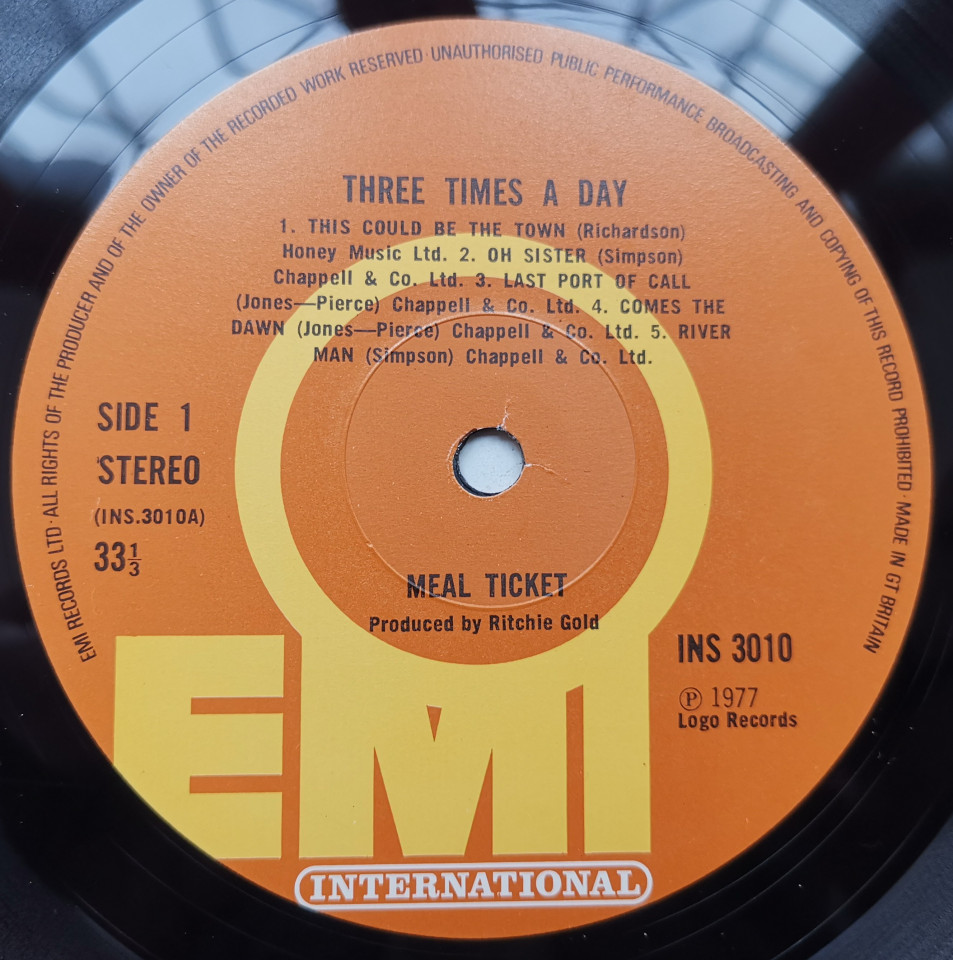 EMI RECORDS LTD · ALL RIGHTS OF THE PRODUCER AND OF THE OWNER OF THE RECORDED WORK RESERVED · UNAUTHORISED PUBLIC PERFORMANCE BROADCASTING AND COPYING OF THIS RECORD PROHIBITED · MADE IN GT BRITAIN
THREE TIMES A DAY
1. THIS COULD BE THE TOWN (Richardson)
Honey Music Ltd. 2. OH SISTER (Simpson)
Chappell & Co. Ltd. 3. LAST PORT OF CALL
(Jones—Pierce) Chappell & Co. Ltd. 4. COMES THE
DAWN (Jones—Pierce) Chappell & Co. Ltd. 5. RIVER
MAN (Simpson) Chappell & Co. Ltd.
SIDE 1
STEREO
(INS.3010A)
33⅓
MEAL TICKET
Produced by Ritchie Gold
INS 3010
℗ 1977
Logo Records
EMI
INTERNATIONAL